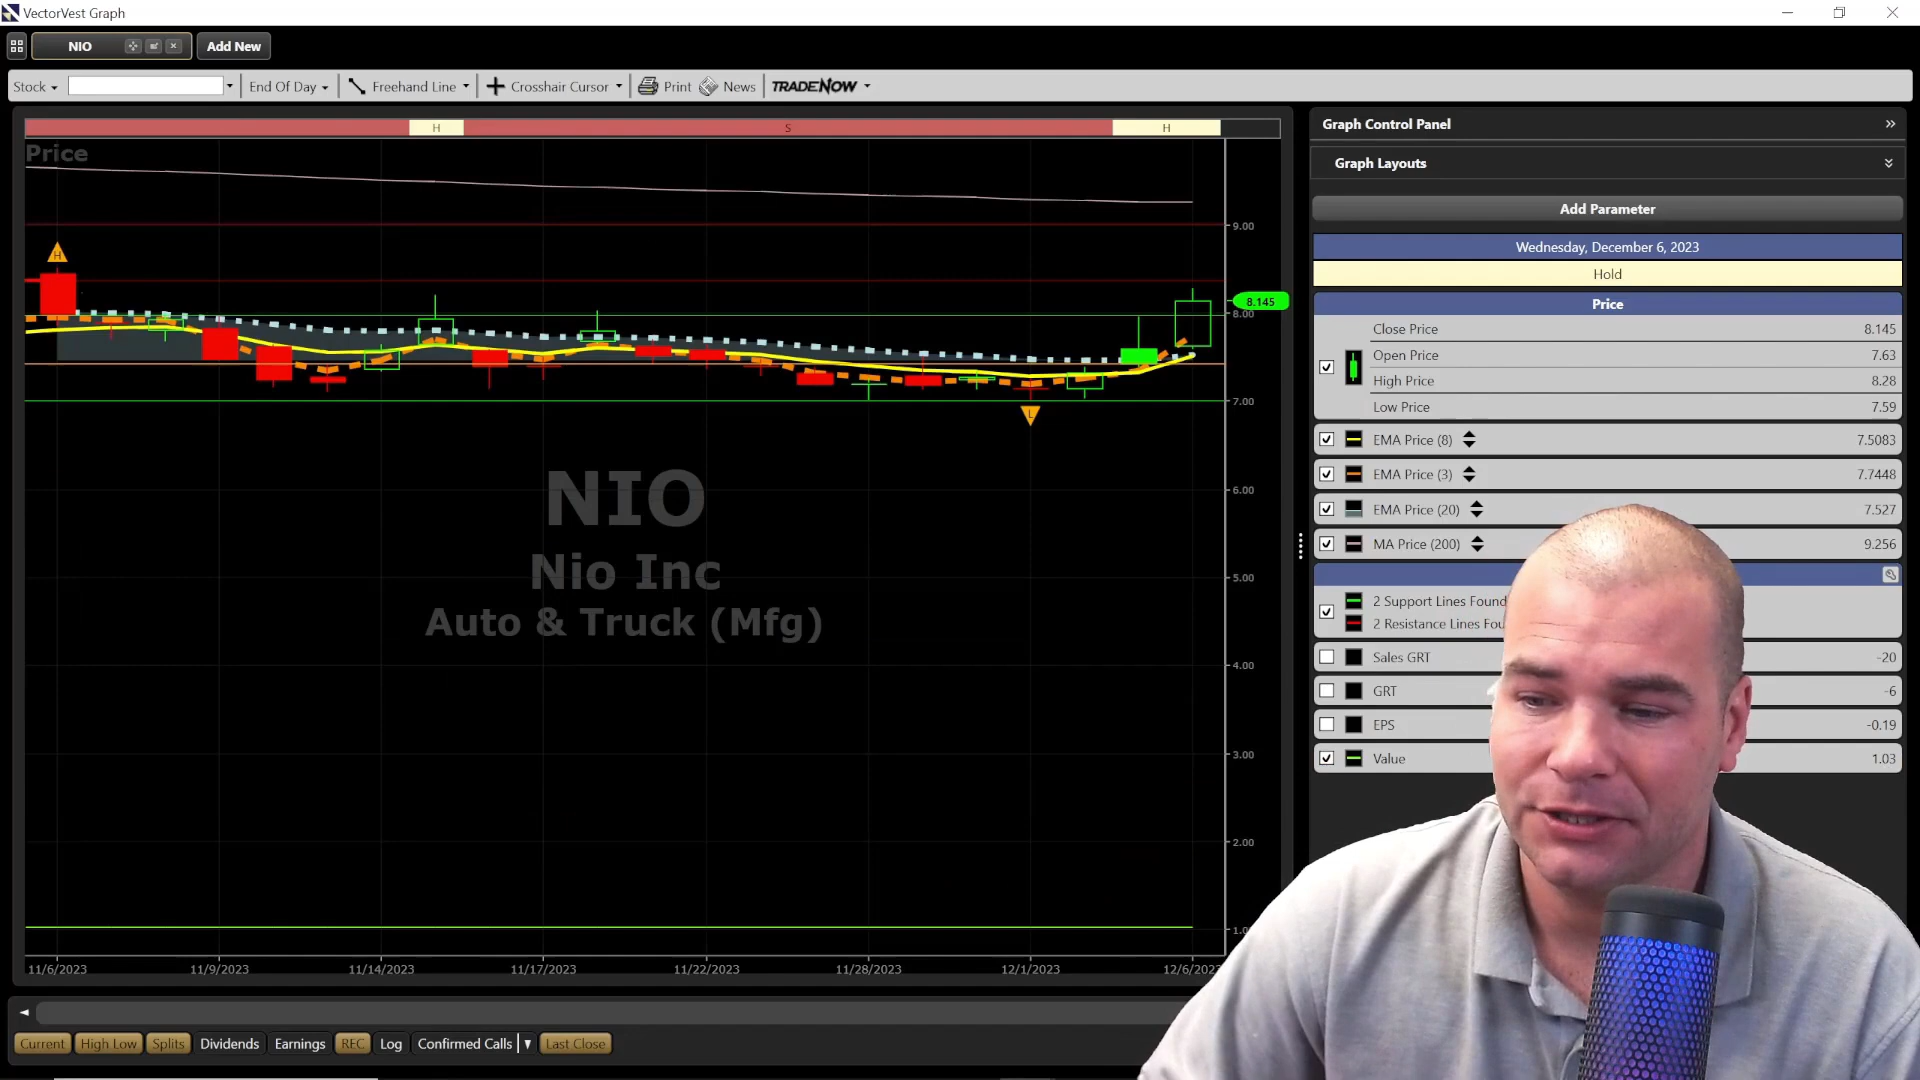 VectorVest Graph
NIO
Add New
Stock
End Of Day
Freehand Line
Crosshair Cursor
Print
News
TRADENOW
H
S
H
Price
H
L
9.00
8.145
8.00
7.00
6.00
5.00
4.00
3.00
2.00
NIO
Nio Inc
Auto & Truck (Mfg)
11/6/2023
11/9/2023
11/14/2023
11/17/2023
11/22/2023
11/28/2023
12/1/2023
12/6/2023
Current
High Low
Splits
Dividends
Earnings
REC
Log
Confirmed Calls
Last Close
Graph Control Panel
Graph Layouts
Add Parameter
Wednesday, December 6, 2023
Hold
Price
Close Price 8.145
Open Price 7.63
High Price 8.28
Low Price 7.59
EMA Price (8) 7.5083
EMA Price (3) 7.7448
EMA Price (20) 7.527
MA Price (200) 9.256
2 Support Lines Found
2 Resistance Lines Fou
Sales GRT -20
GRT -6
EPS -0.19
Value 1.03